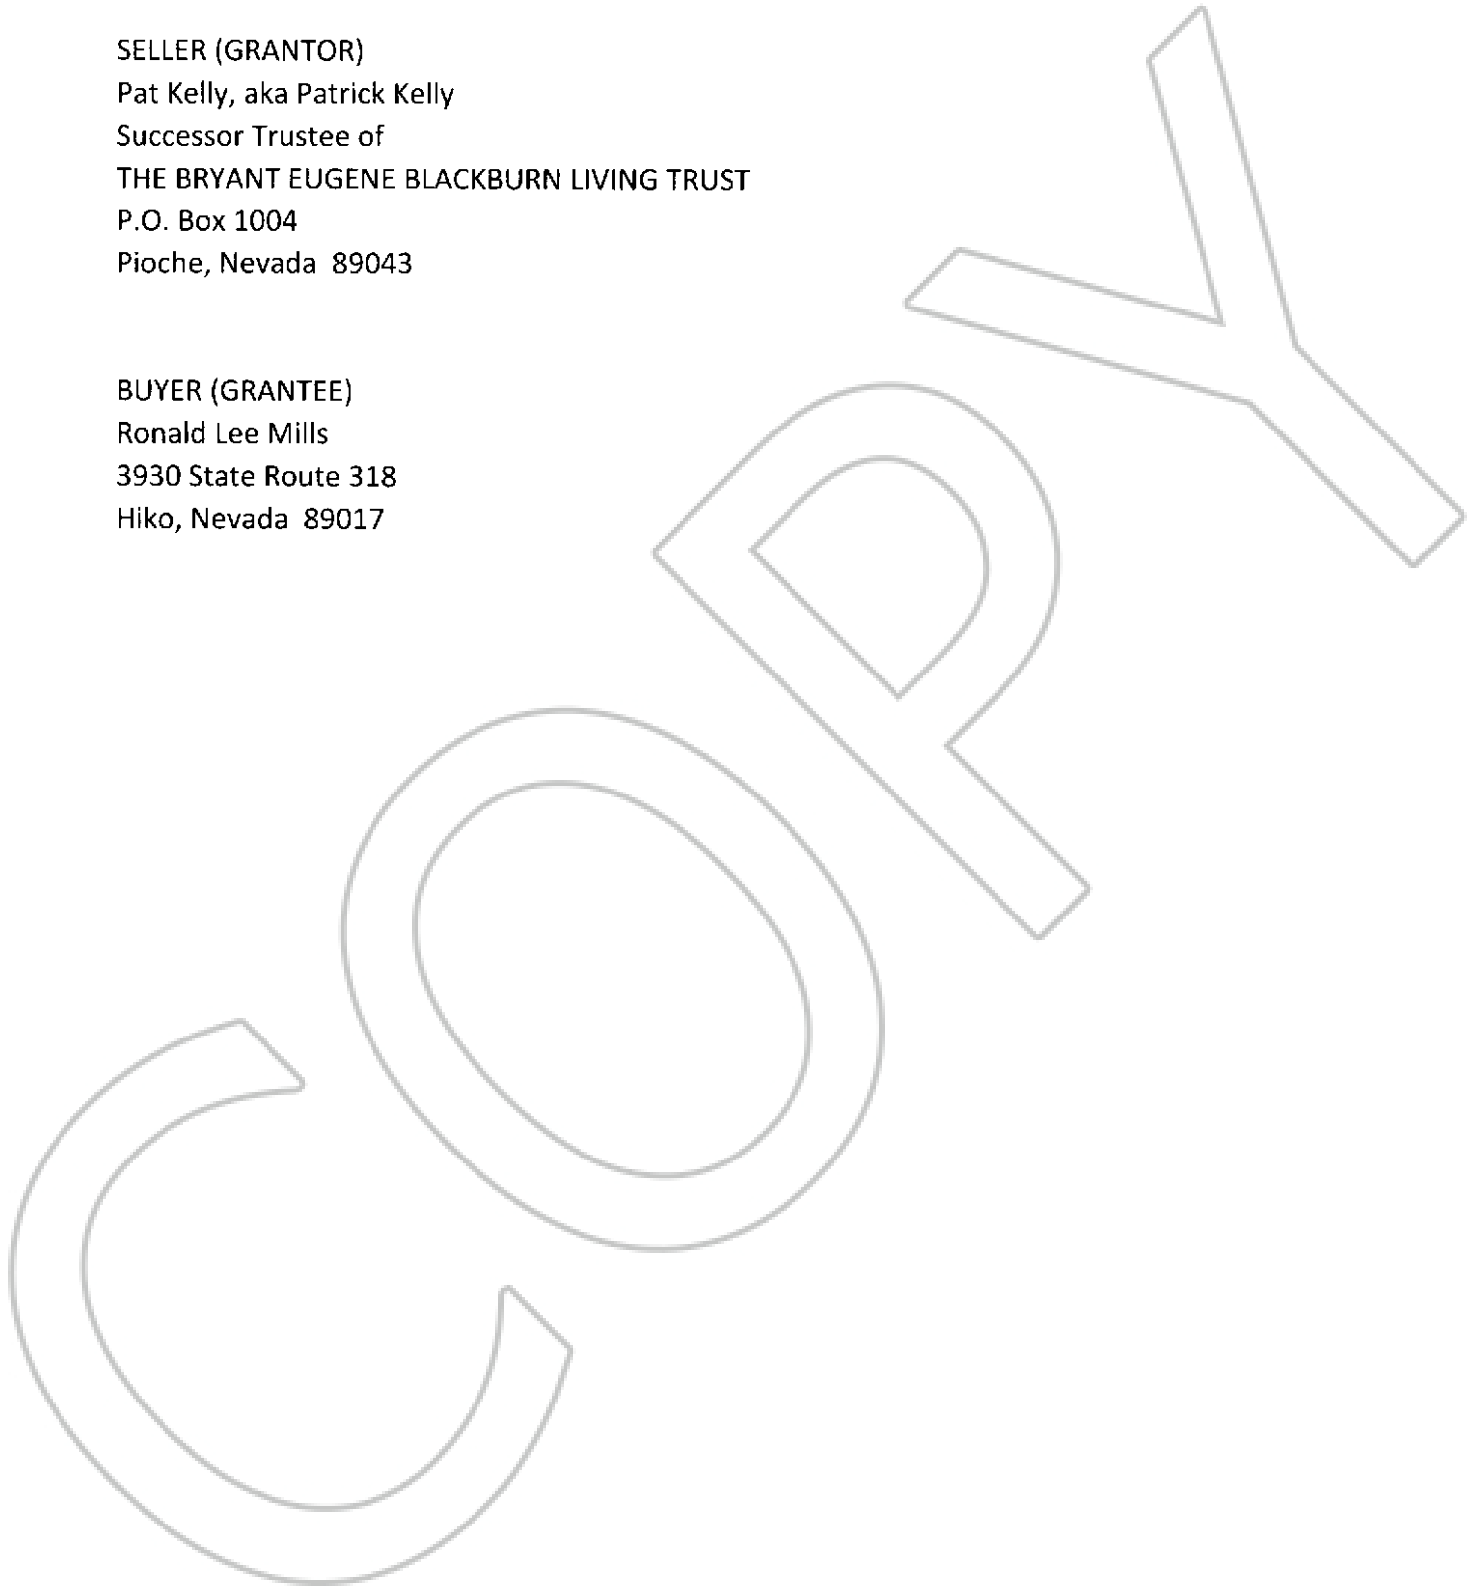 SELLER (GRANTOR)
Pat Kelly, aka Patrick Kelly
Successor Trustee of
THE BRYANT EUGENE BLACKBURN LIVING TRUST
P.O. Box 1004
Pioche, Nevada 89043
BUYER (GRANTEE)
Ronald Lee Mills
3930 State Route 318
Hiko, Nevada 89017
COPY